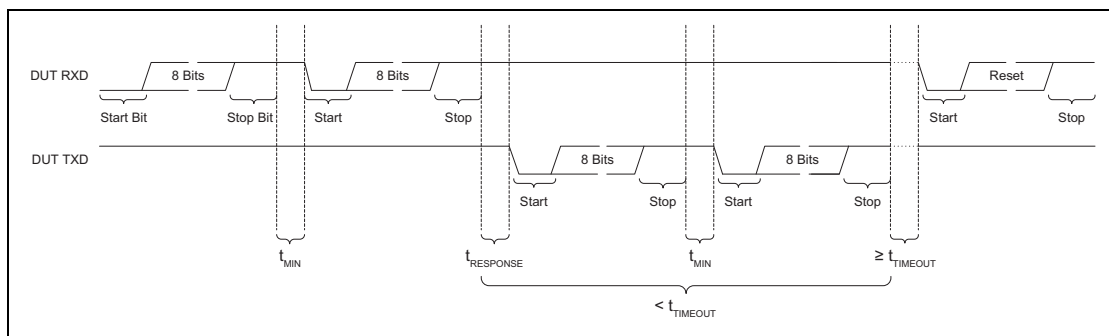 DUT RXD
8 Bits
8 Bits
Reset
Start Bit
Stop Bit
Start
Stop
Start
Stop
DUT TXD
8 Bits
8 Bits
Start
Stop
Start
Stop
tMIN
tRESPONSE
tMIN
≥ tTIMEOUT
< tTIMEOUT